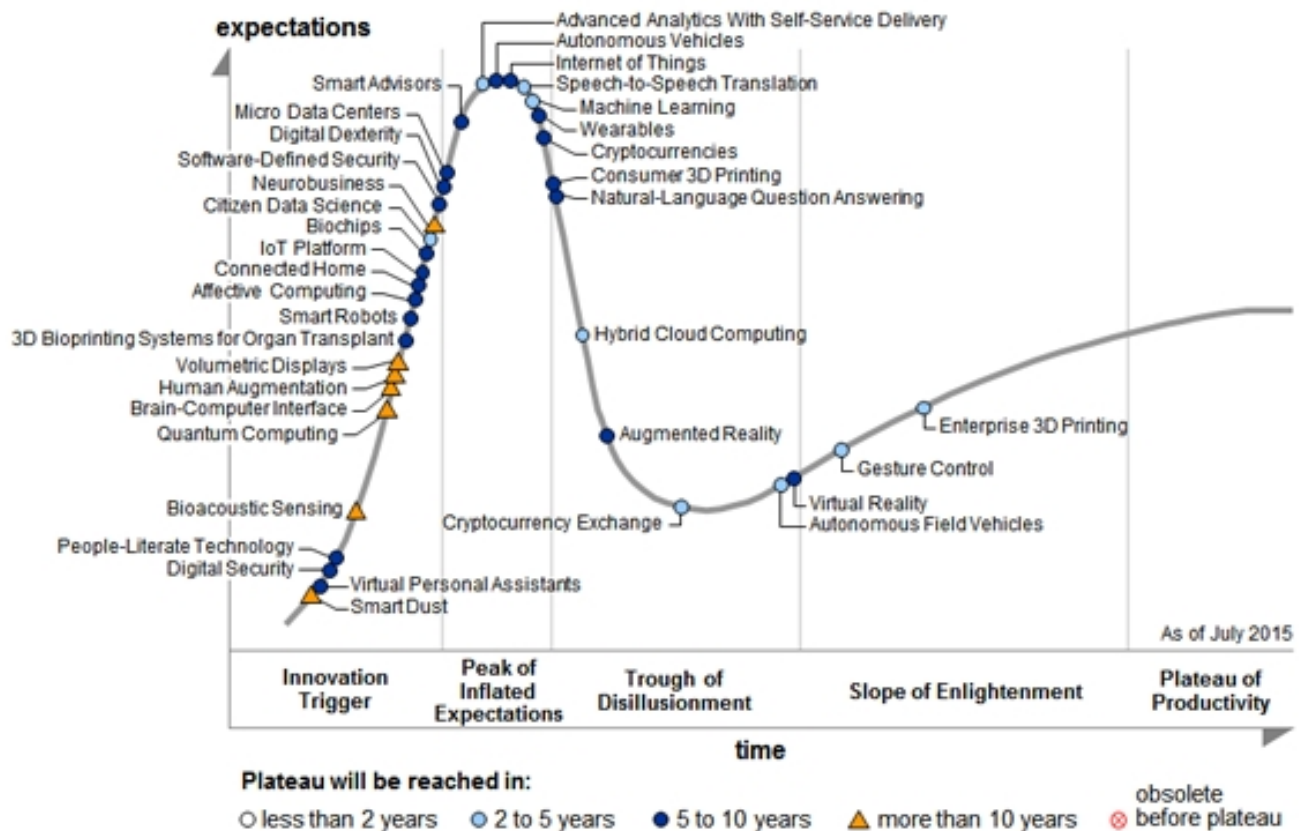 expectations
Advanced Analytics With Self-Service Delivery
Autonomous Vehicles
Internet of Things
Speech-to-Speech Translation
Machine Learning
Wearables
Cryptocurrencies
Consumer 3D Printing
Natural-Language Question Answering
Smart Advisors
Micro Data Centers
Digital Dexterity
Software-Defined Security
Neurobusiness
Citizen Data Science
Biochips
IoT Platform
Connected Home
Affective Computing
Smart Robots
3D Bioprinting Systems for Organ Transplant
Volumetric Displays
Human Augmentation
Brain-Computer Interface
Quantum Computing
Bioacoustic Sensing
People-Literate Technology
Digital Security
Virtual Personal Assistants
Smart Dust
Hybrid Cloud Computing
Augmented Reality
Cryptocurrency Exchange
Enterprise 3D Printing
Gesture Control
Virtual Reality
Autonomous Field Vehicles
As of July 2015
Innovation
Trigger
Peak of
Inflated
Expectations
Trough of
Disillusionment
Slope of Enlightenment
Plateau of
Productivity
time
Plateau will be reached in:
less than 2 years
2 to 5 years
5 to 10 years
more than 10 years
obsolete
before plateau